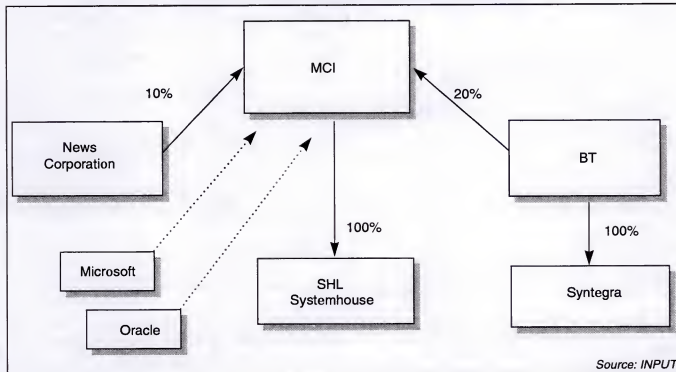 MCI
10%
20%
News
Corporation
BT
100%
100%
Microsoft
SHL
Systemhouse
Syntegra
Oracle
Source: INPUT